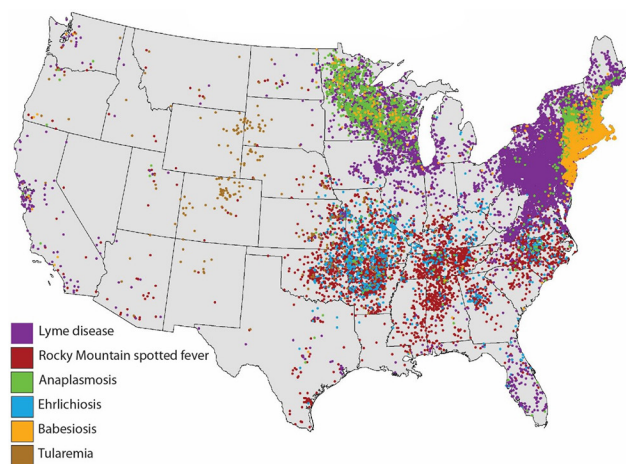 Lyme disease
Rocky Mountain spotted fever
Anaplasmosis
Ehrlichiosis
Babesiosis
Tularemia